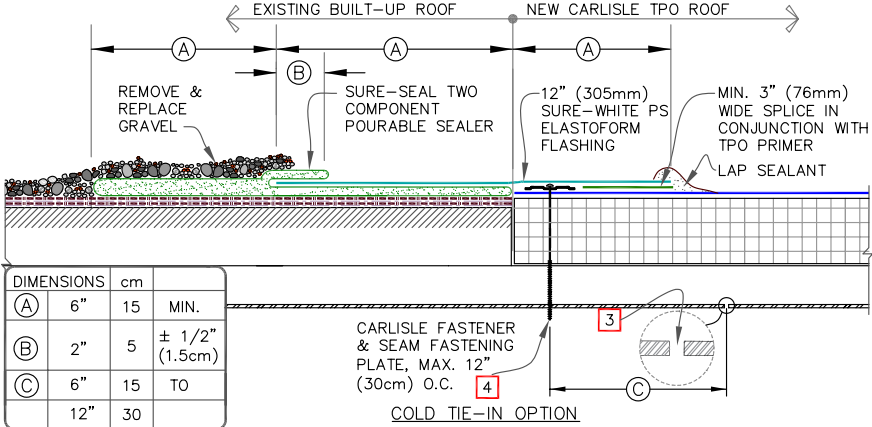 EXISTING BUILT-UP ROOF
NEW CARLISLE TPO ROOF
A
A
A
B
REMOVE &
REPLACE
GRAVEL
SURE-SEAL TWO
COMPONENT
POURABLE SEALER
12" (305mm)
SURE-WHITE PS
ELASTOFORM
FLASHING
MIN. 3" (76mm)
WIDE SPLICE IN
CONJUNCTION WITH
TPO PRIMER
LAP SEALANT
DIMENSIONS cm
A 6" 15 MIN.
B 2" 5 ± 1/2"
(1.5cm)
C 6" 15 TO
12" 30
CARLISLE FASTENER
& SEAM FASTENING
PLATE, MAX. 12"
(30cm) O.C.
4
3
C
COLD TIE-IN OPTION